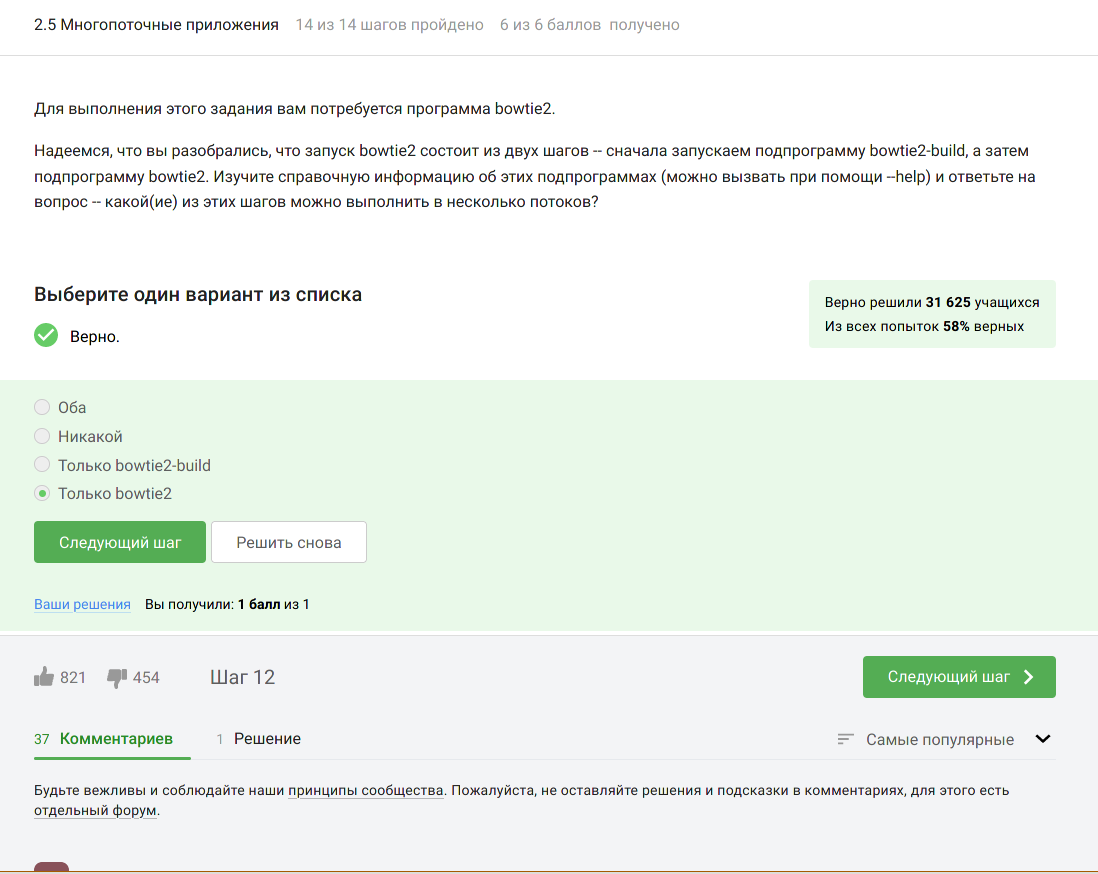 2.5 Многопоточные приложения 14 из 14 шагов пройдено 6 из 6 баллов получено
Для выполнения этого задания вам потребуется программа bowtie2.
Надеемся, что вы разобрались, что запуск bowtie2 состоит из двух шагов -- сначала запускаем подпрограмму bowtie2-build, а затем
подпрограмму bowtie2. Изучите справочную информацию об этих подпрограммах (можно вызвать при помощи --help) и ответьте на
вопрос -- какой(ие) из этих шагов можно выполнить в несколько потоков?
Выберите один вариант из списка
Верно.
Верно решили 31 625 учащихся
Из всех попыток 58% верных
Оба
Никакой
Только bowtie2-build
Только bowtie2
Следующий шаг Решить снова
Ваши решения Вы получили: 1 балл из 1
821 454 Шаг 12 Следующий шаг
37 Комментариев 1 Решение Самые популярные
Будьте вежливы и соблюдайте наши принципы сообщества. Пожалуйста, не оставляйте решения и подсказки в комментариях, для этого есть
отдельный форум.